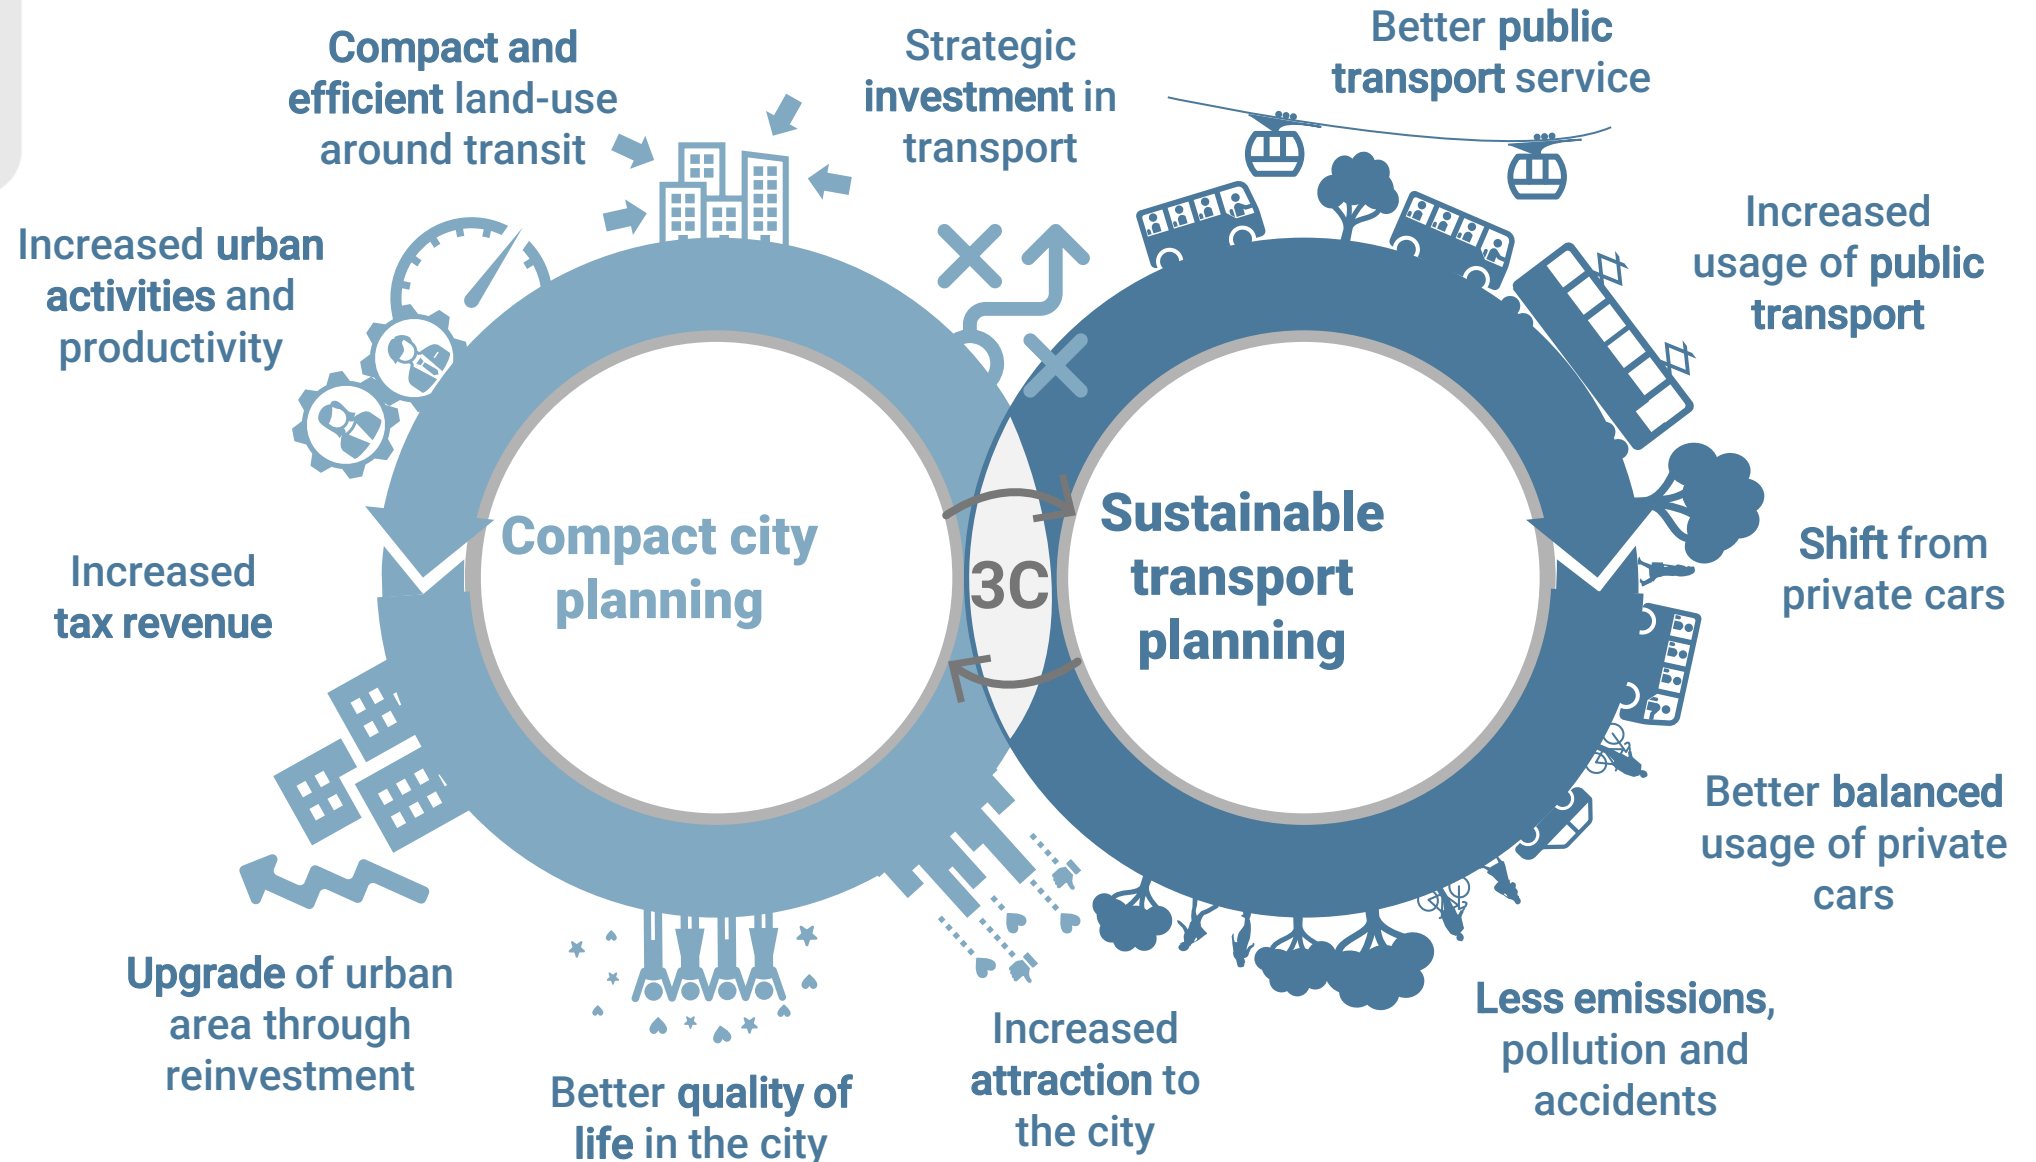 Compact and
efficient land-use
around transit
Strategic
investment in
transport
Better public
transport service
Increased urban
activities and
productivity
Increased
usage of public
transport
Compact city
planning
3C
Sustainable
transport
planning
Increased
tax revenue
Shift from
private cars
Better balanced
usage of private
cars
Upgrade of urban
area through
reinvestment
Better quality of
life in the city
Increased
attraction to
the city
Less emissions,
pollution and
accidents